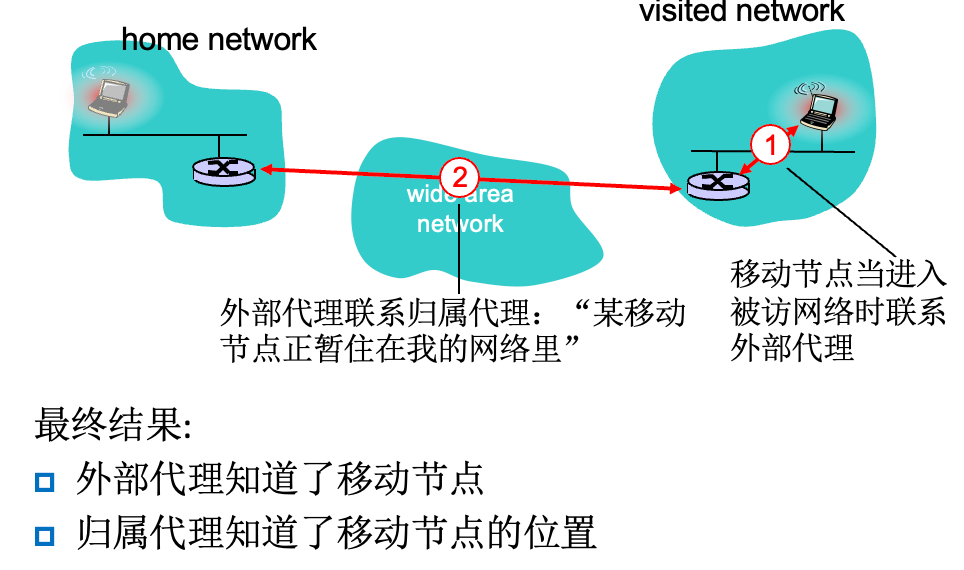 visited network
home network
1
2
wide area
network
移动节点当进入
被访网络时联系
外部代理
外部代理联系归属代理：“某移动
节点正暂住在我的网络里”
最终结果:
外部代理知道了移动节点
归属代理知道了移动节点的位置